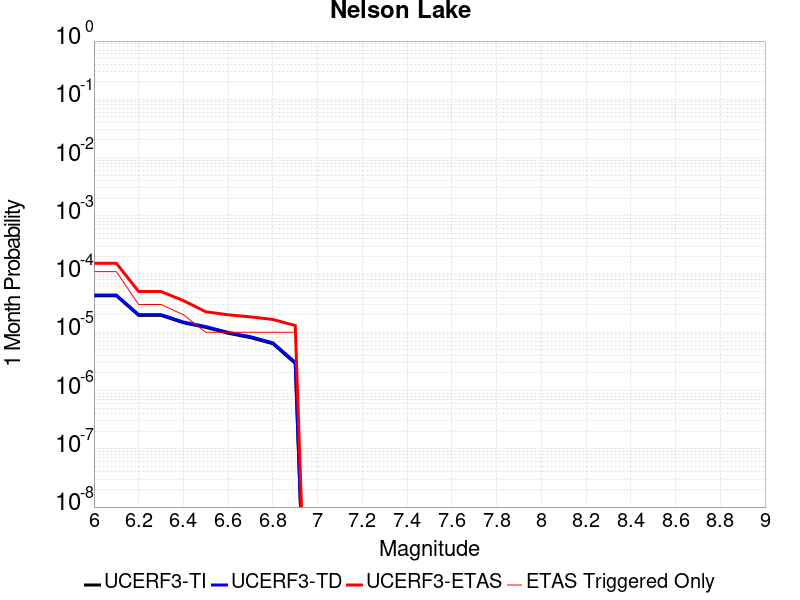 Nelson Lake
10^0
10^-1
10^-2
10^-3
10^-4
10^-5
10^-6
10^-7
10^-8
1 Month Probability
6 6.2 6.4 6.6 6.8 7 7.2 7.4 7.6 7.8 8 8.2 8.4 8.6 8.8 9
Magnitude
UCERF3-TI UCERF3-TD UCERF3-ETAS ETAS Triggered Only